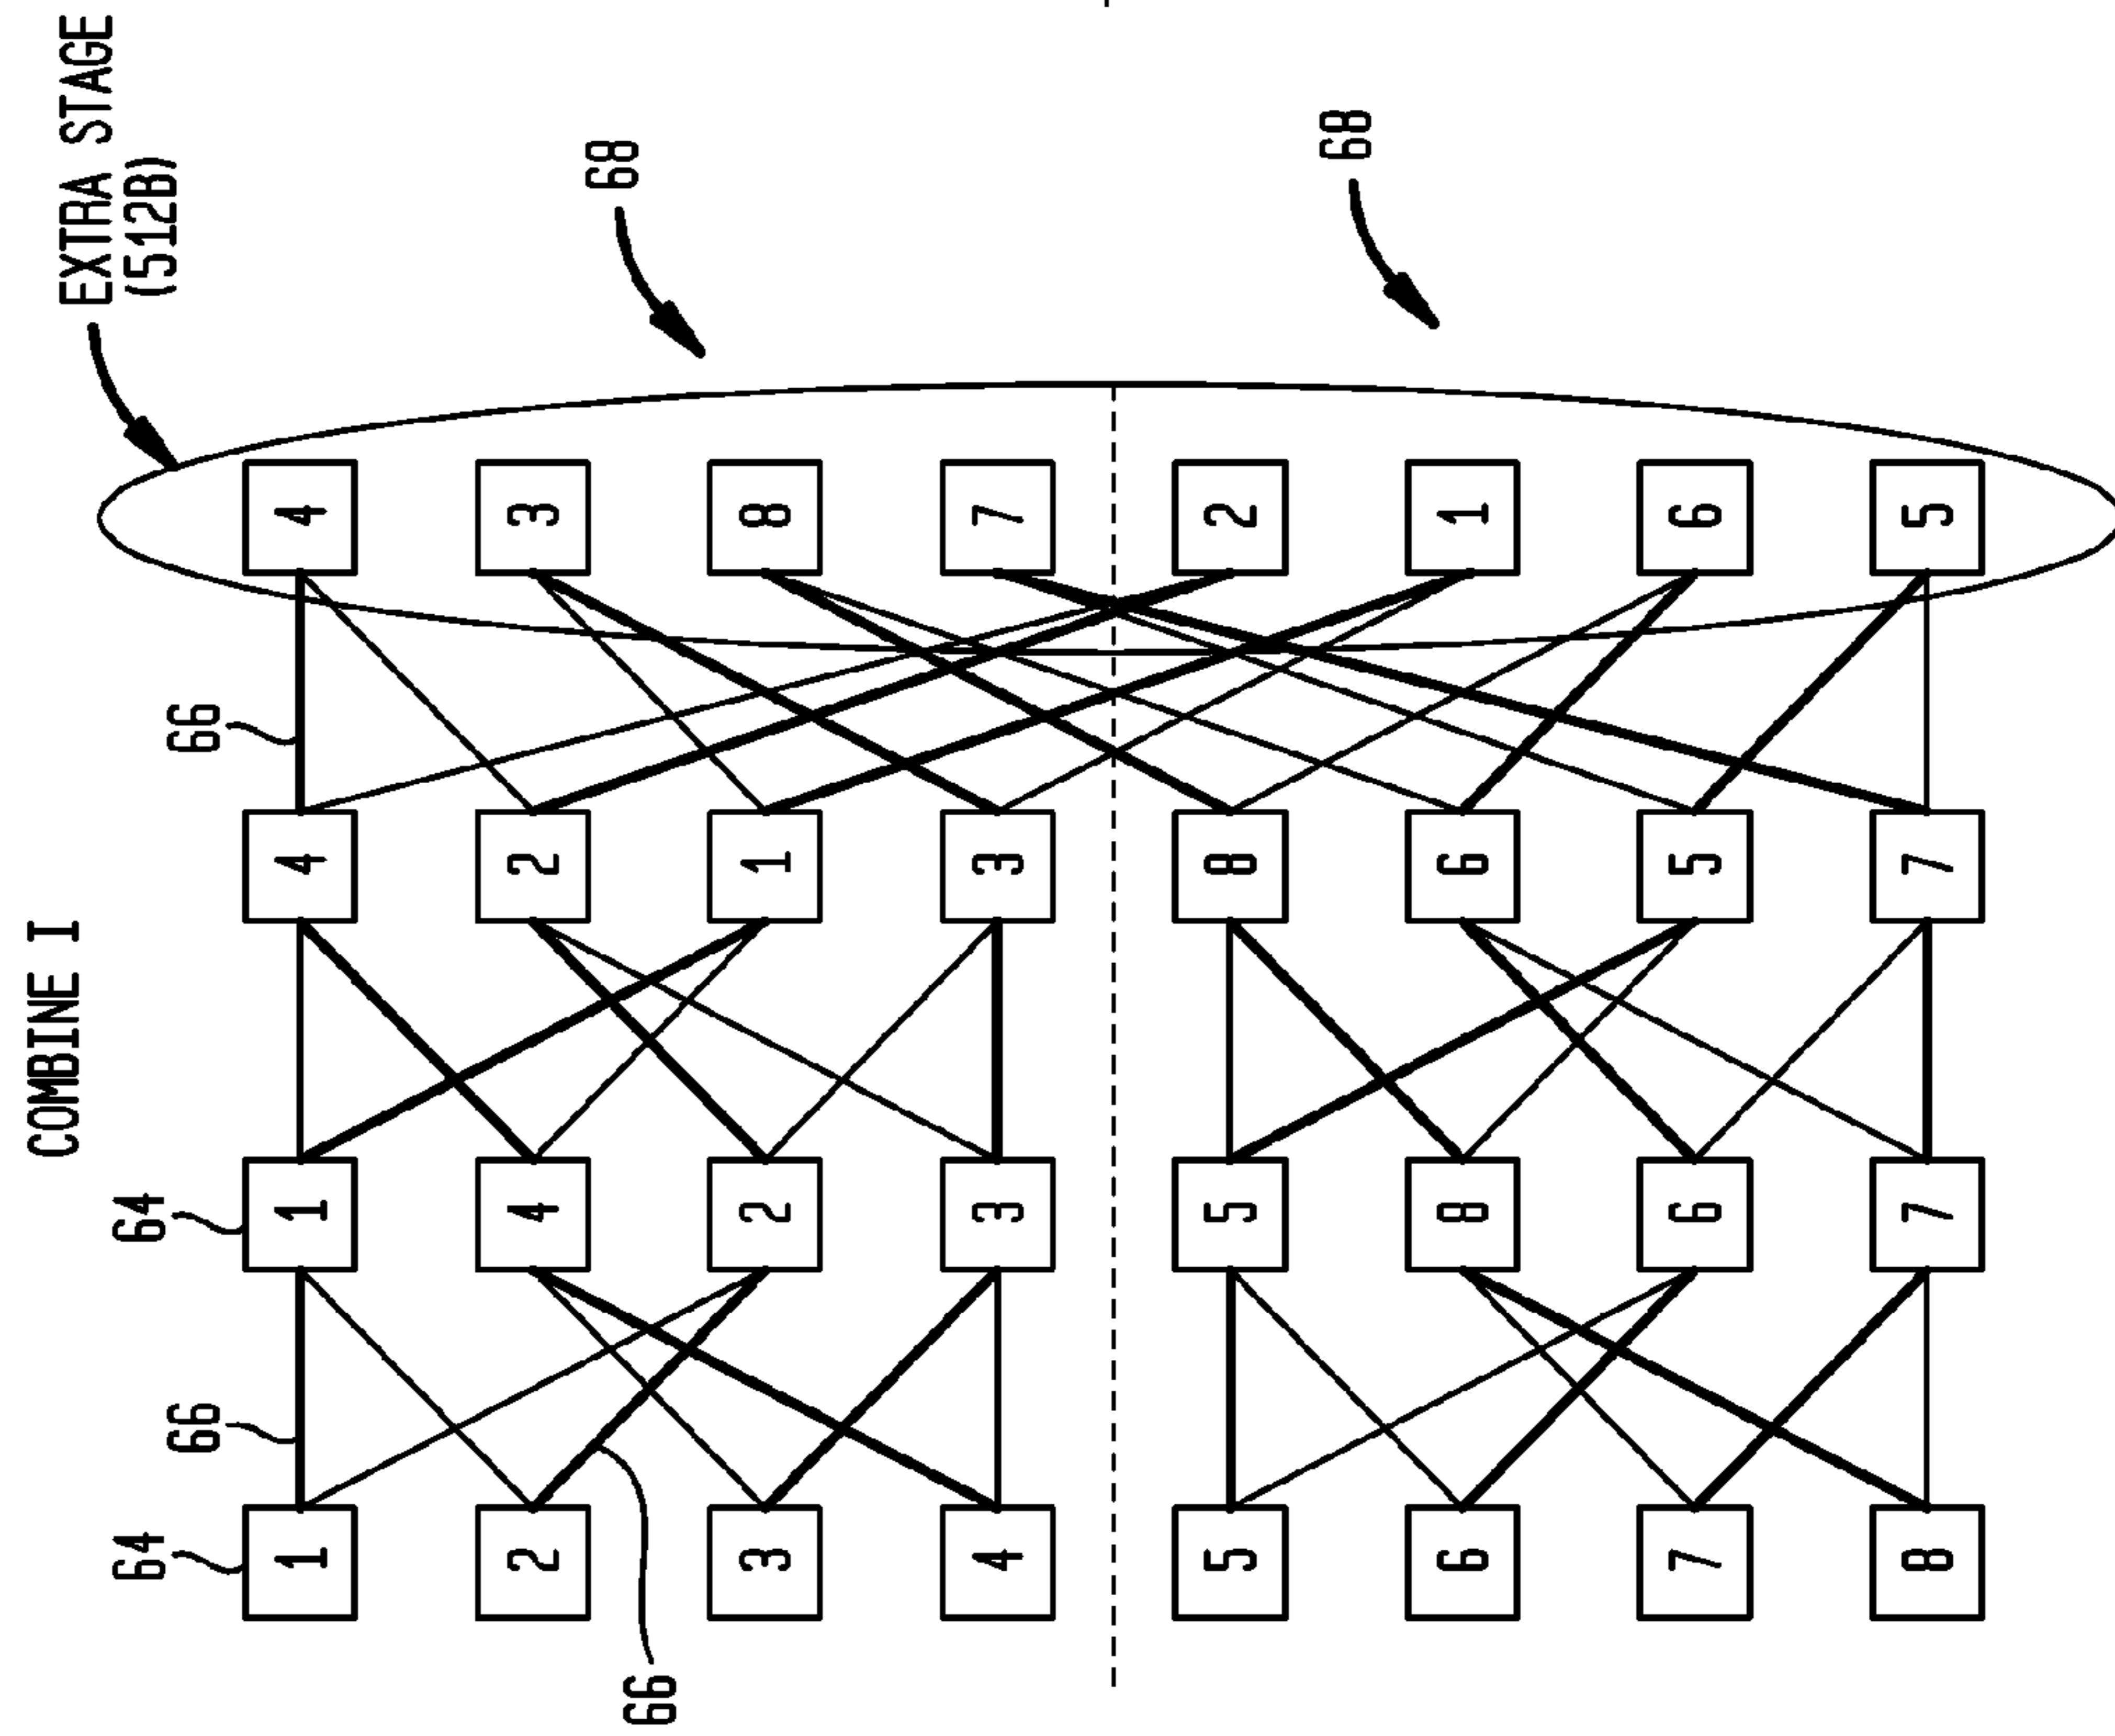 COMBINE I
EXTRA STAGE
(512B)
64 64
66 66
1 1 4 4
2 4 2 3
68
66
3 2 1 8
4 3 3 7
5 5 8 2
68
6 8 6 1
7 6 5 6
8 7 7 5